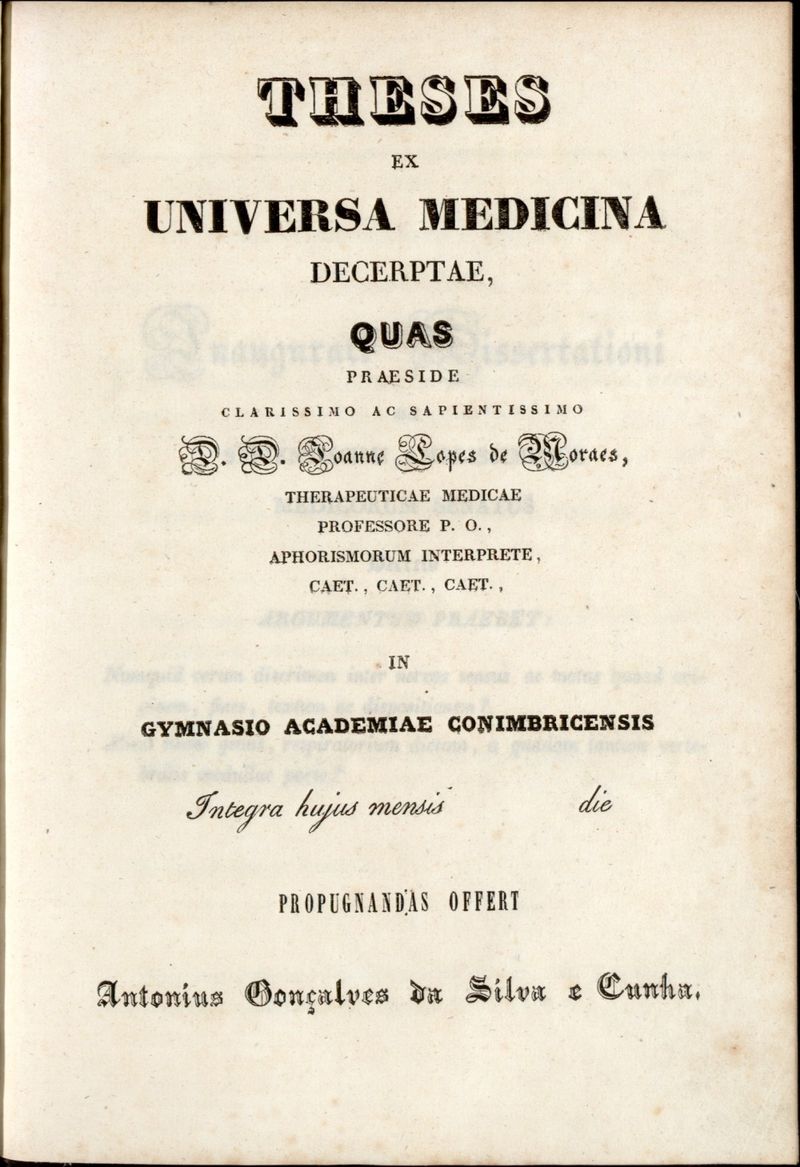 THESES
EX
UNIVERSA MEDICINA
DECERPTAE,
QUAS
PRAESIDE
CLARISSIMO AC SAPIENTISSIMO
D. D. Joanne Lopes de Moraes,
THERAPEUTICAE MEDICAE
PROFESSORE P. O.,
APHORISMORUM INTERPRETE,
CAET., CAET., CAET.,
IN
GYMNASIO ACADEMIAE CONIMBRICENSIS
Integra hujus mensis die
PROPUGNANDAS OFFERT
Antonius Gonçalves da Silva e Cunha.